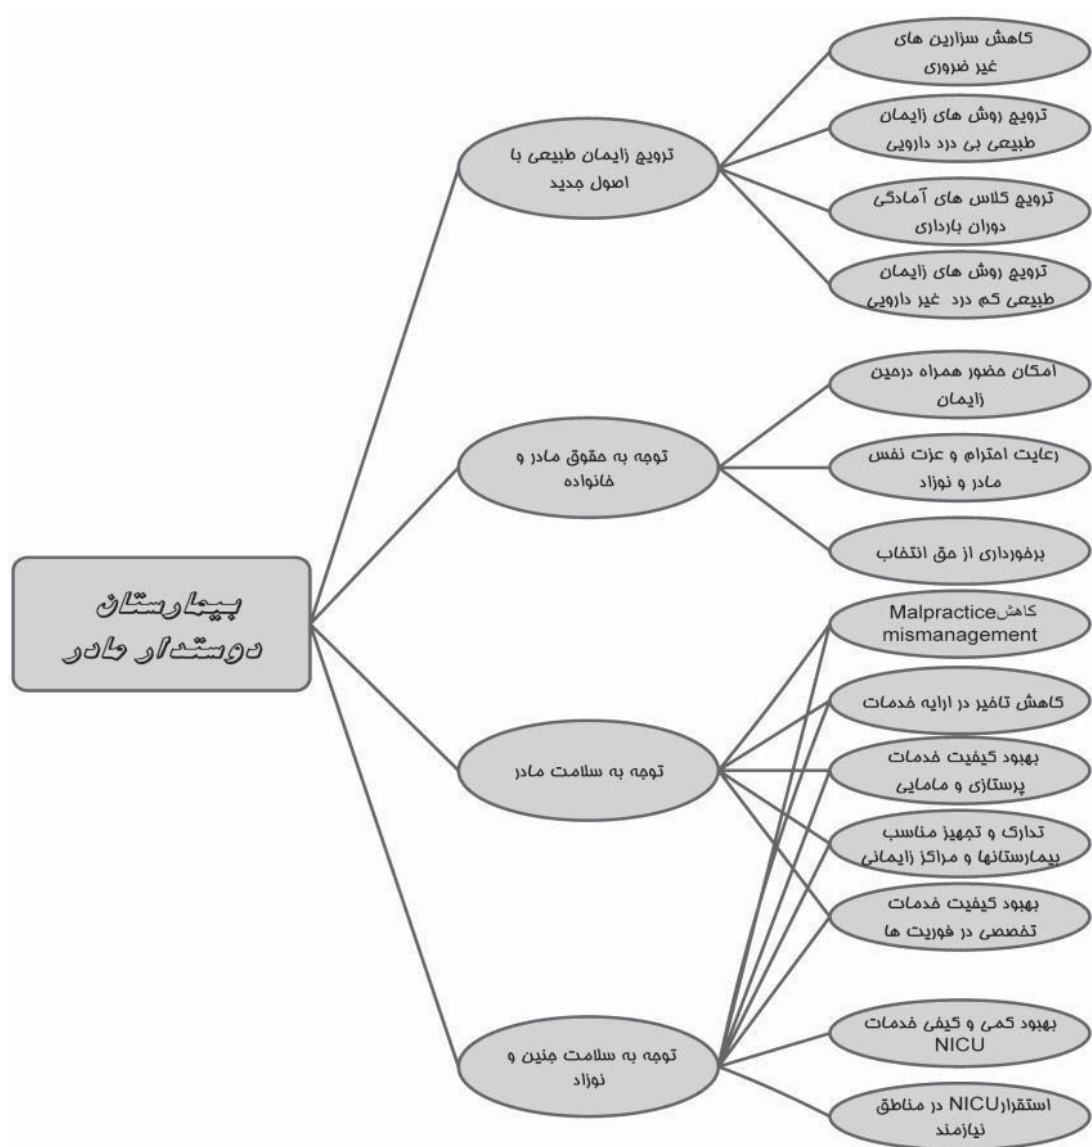 بیمارستان
دوستدار مادر
ترویج زایمان طبیعی با
اصول جدید
کاهش سزارین های
غیر ضروری
ترویج روش های زایمان
طبیعی بی درد دارویی
ترویج کلاس های آمادگی
دوران بارداری
ترویج روش های زایمان
طبیعی کم درد غیر دارویی
توجه به حقوق مادر و
خانواده
امکان حضور همراه درحین
زایمان
رعایت احترام و عزت نفس
مادر و نوزاد
برخورداری از حق انتخاب
توجه به سلامت مادر
کاهشMalpractice
mismanagement
کاهش تاخیر در ارایه خدمات
بهبود کیفیت خدمات
پرستازی و مامایی
تدارک و تجهیز مناسب
بیمارستانها و مراکز زایمانی
بهبود کیفیت خدمات
تخصصی در فوریت ها
توجه به سلامت جنین و
نوزاد
بهبود کمی و کیفی خدمات
NICU
استقرارNICU در مناطق
نیازمند